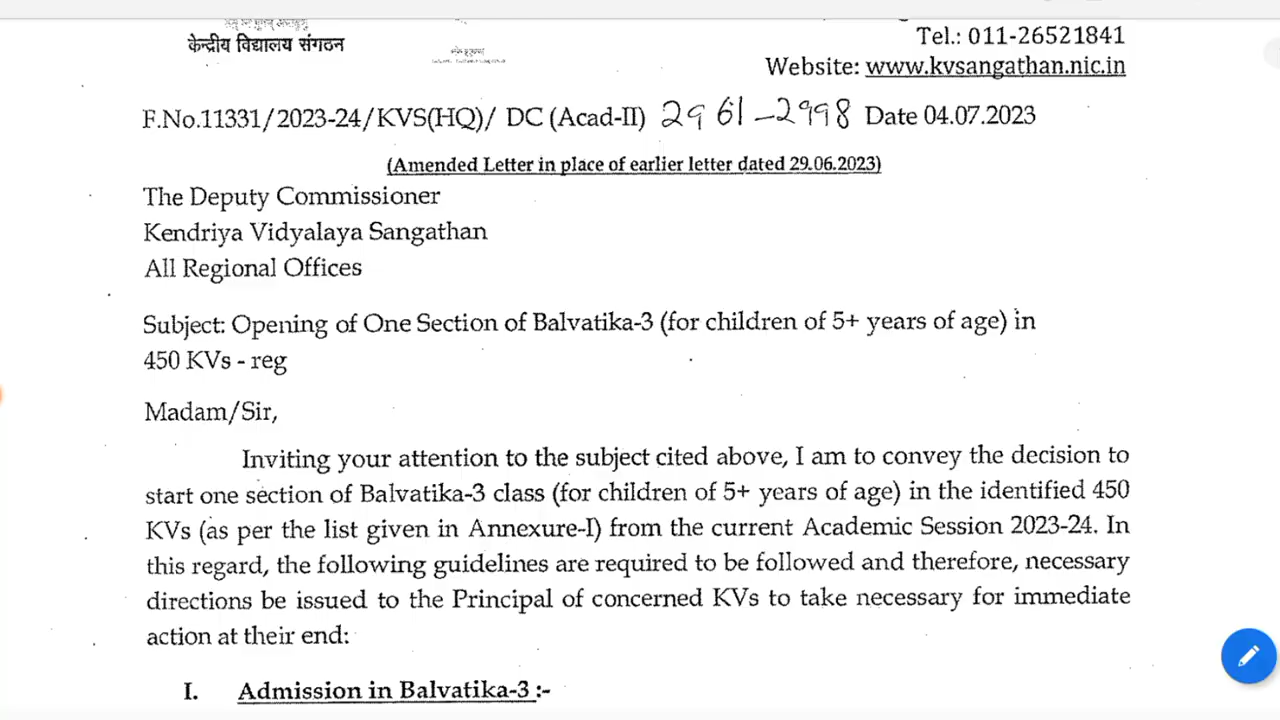 केन्द्रीय विद्यालय संगठन
Tel.: 011-26521841
Website: www.kvsangathan.nic.in
F.No.11331/2023-24/KVS(HQ)/ DC (Acad-II) 2961-2998 Date 04.07.2023
(Amended Letter in place of earlier letter dated 29.06.2023)
The Deputy Commissioner
Kendriya Vidyalaya Sangathan
All Regional Offices
Subject: Opening of One Section of Balvatika-3 (for children of 5+ years of age) in
450 KVs - reg
Madam/Sir,
Inviting your attention to the subject cited above, I am to convey the decision to
start one section of Balvatika-3 class (for children of 5+ years of age) in the identified 450
KVs (as per the list given in Annexure-I) from the current Academic Session 2023-24. In
this regard, the following guidelines are required to be followed and therefore, necessary
directions be issued to the Principal of concerned KVs to take necessary for immediate
action at their end:
I. Admission in Balvatika-3 :-